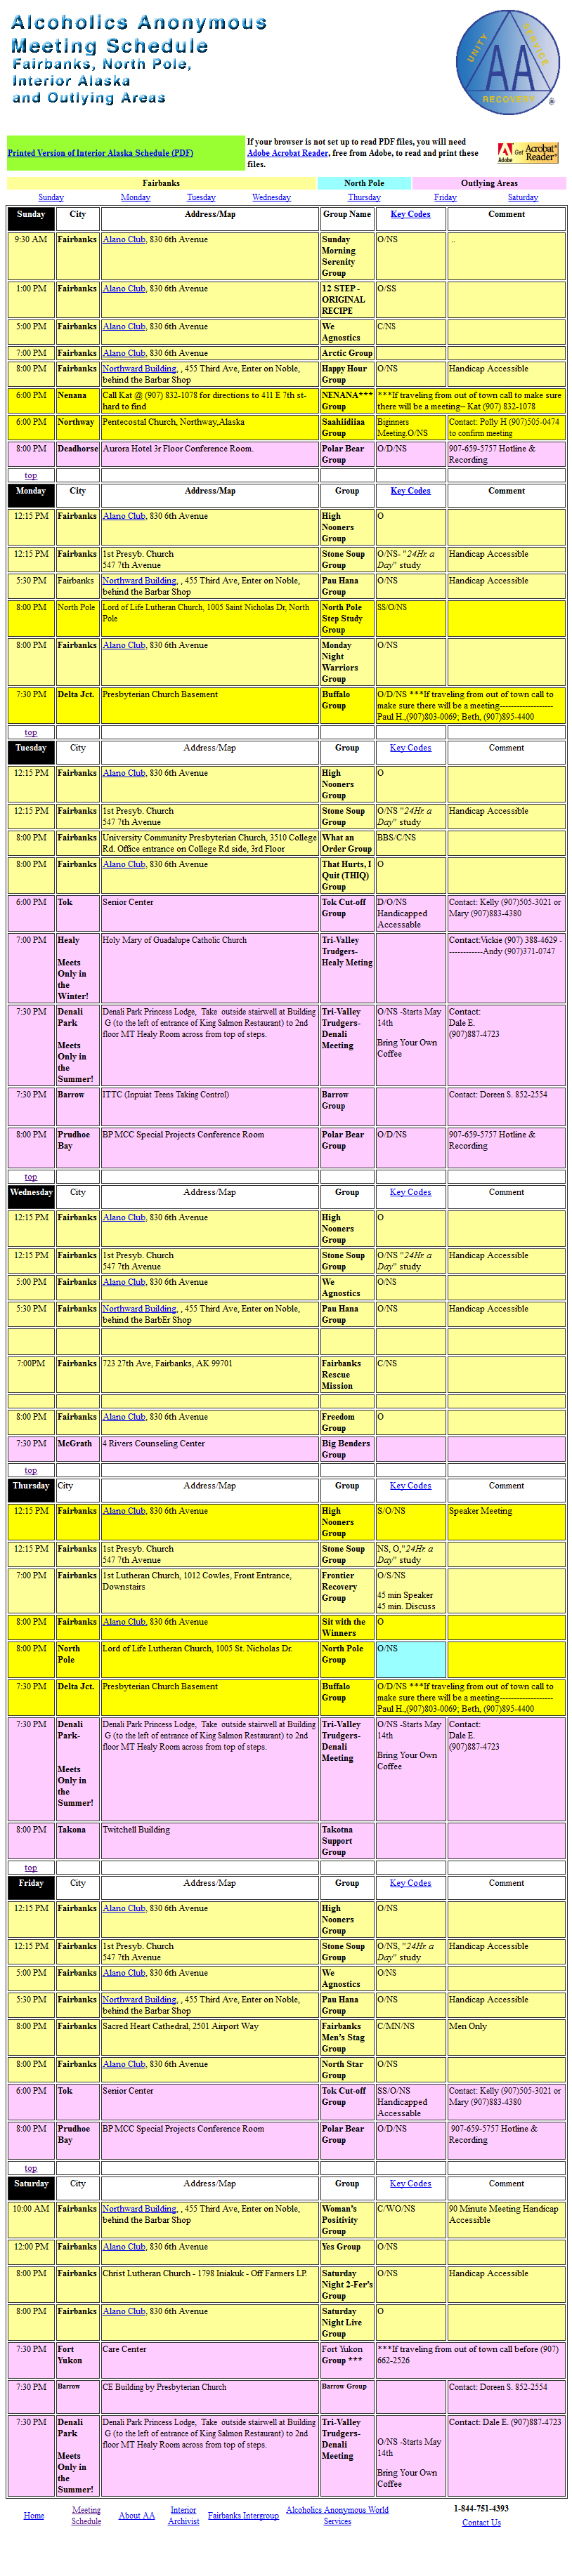 Alcoholics Anonymous
Meeting Schedule
Fairbanks, North Pole,
Interior Alaska
and Outlying Areas
UNITY SERVICE
AA
RECOVERY ®
Printed Version of Interior Alaska Schedule (PDF)
If your browser is not set up to read PDF files, you will need
Adobe Acrobat Reader, free from Adobe, to read and print these
files.
Adobe Get Acrobat Reader
Fairbanks North Pole Outlying Areas
Sunday Monday Tuesday Wednesday Thursday Friday Saturday
Sunday City Address/Map Group Name Key Codes Comment
9:30 AM Fairbanks Alano Club, 830 6th Avenue Sunday Morning Serenity Group O/NS ..
1:00 PM Fairbanks Alano Club, 830 6th Avenue 12 STEP - ORIGINAL RECIPE O/SS
5:00 PM Fairbanks Alano Club, 830 6th Avenue We Agnostics C/NS
7:00 PM Fairbanks Alano Club, 830 6th Avenue Arctic Group
8:00 PM Fairbanks Northward Building, , 455 Third Ave, Enter on Noble, behind the Barbar Shop Happy Hour Group O/NS Handicap Accessible
6:00 PM Nenana Call Kat @ (907) 832-1078 for directions to 411 E 7th st- hard to find NENANA*** Group ***If traveling from out of town call to make sure there will be a meeting-- Kat (907) 832-1078
6:00 PM Northway Pentecostal Church, Northway,Alaska Saahiidiiaa Group Biginners Meeting.O/NS Contact: Polly H (907)505-0474 to confirm meeting
8:00 PM Deadhorse Aurora Hotel 3r Floor Conference Room. Polar Bear Group O/D/NS 907-659-5757 Hotline & Recording
top
Monday City Address/Map Group Key Codes Comment
12:15 PM Fairbanks Alano Club, 830 6th Avenue High Nooners Group O
12:15 PM Fairbanks 1st Presyb. Church 547 7th Avenue Stone Soup Group O/NS- "24Hr. a Day" study Handicap Accessible
5:30 PM Fairbanks Northward Building, , 455 Third Ave, Enter on Noble, behind the Barbar Shop Pau Hana Group O/NS Handicap Accessible
8:00 PM North Pole Lord of Life Lutheran Church, 1005 Saint Nicholas Dr, North Pole North Pole Step Study Group SS/O/NS
8:00 PM Fairbanks Alano Club, 830 6th Avenue Monday Night Warriors Group O/NS
7:30 PM Delta Jct. Presbyterian Church Basement Buffalo Group O/D/NS ***If traveling from out of town call to make sure there will be a meeting------------------- Paul H.,(907)803-0069; Beth, (907)895-4400
top
Tuesday City Address/Map Group Key Codes Comment
12:15 PM Fairbanks Alano Club, 830 6th Avenue High Nooners Group O
12:15 PM Fairbanks 1st Presyb. Church 547 7th Avenue Stone Soup Group O/NS "24Hr. a Day" study Handicap Accessible
8:00 PM Fairbanks University Community Presbyterian Church, 3510 College Rd. Office entrance on College Rd side, 3rd Floor What an Order Group BBS/C/NS
8:00 PM Fairbanks Alano Club, 830 6th Avenue That Hurts, I Quit (THIQ) Group O
6:00 PM Tok Senior Center Tok Cut-off Group D/O/NS Handicapped Accessable Contact: Kelly (907)505-3021 or Mary (907)883-4380
7:00 PM Healy Meets Only in the Winter! Holy Mary of Guadalupe Catholic Church Tri-Valley Trudgers- Healy Meting Contact:Vickie (907) 388-4629 -------------Andy (907)371-0747
7:30 PM Denali Park Meets Only in the Summer! Denali Park Princess Lodge, Take outside stairwell at Building G (to the left of entrance of King Salmon Restaurant) to 2nd floor MT Healy Room across from top of steps. Tri-Valley Trudgers- Denali Meeting O/NS -Starts May 14th Bring Your Own Coffee Contact: Dale E. (907)887-4723
7:30 PM Barrow ITTC (Inpuiat Teens Taking Control) Barrow Group Contact: Doreen S. 852-2554
8:00 PM Prudhoe Bay BP MCC Special Projects Conference Room Polar Bear Group O/D/NS 907-659-5757 Hotline & Recording
top
Wednesday City Address/Map Group Key Codes Comment
12:15 PM Fairbanks Alano Club, 830 6th Avenue High Nooners Group O
12:15 PM Fairbanks 1st Presyb. Church 547 7th Avenue Stone Soup Group O/NS "24Hr. a Day" study Handicap Accessible
5:00 PM Fairbanks Alano Club, 830 6th Avenue We Agnostics O/NS
5:30 PM Fairbanks Northward Building, , 455 Third Ave, Enter on Noble, behind the BarbEr Shop Pau Hana Group O/NS Handicap Accessible
7:00PM Fairbanks 723 27th Ave, Fairbanks, AK 99701 Fairbanks Rescue Mission C/NS
8:00 PM Fairbanks Alano Club, 830 6th Avenue Freedom Group O
7:30 PM McGrath 4 Rivers Counseling Center Big Benders Group
top
Thursday City Address/Map Group Key Codes Comment
12:15 PM Fairbanks Alano Club, 830 6th Avenue High Nooners Group S/O/NS Speaker Meeting
12:15 PM Fairbanks 1st Presyb. Church 547 7th Avenue Stone Soup Group NS, O,"24Hr. a Day" study
7:00 PM Fairbanks 1st Lutheran Church, 1012 Cowles, Front Entrance, Downstairs Frontier Recovery Group O/S/NS 45 min Speaker 45 min. Discuss
8:00 PM Fairbanks Alano Club, 830 6th Avenue Sit with the Winners O
8:00 PM North Pole Lord of Life Lutheran Church, 1005 St. Nicholas Dr. North Pole Group O/NS
7:30 PM Delta Jct. Presbyterian Church Basement Buffalo Group O/D/NS ***If traveling from out of town call to make sure there will be a meeting------------------- Paul H.,(907)803-0069; Beth, (907)895-4400
7:30 PM Denali Park- Meets Only in the Summer! Denali Park Princess Lodge, Take outside stairwell at Building G (to the left of entrance of King Salmon Restaurant) to 2nd floor MT Healy Room across from top of steps. Tri-Valley Trudgers- Denali Meeting O/NS -Starts May 14th Bring Your Own Coffee Contact: Dale E. (907)887-4723
8:00 PM Takona Twitchell Building Takotna Support Group
top
Friday City Address/Map Group Key Codes Comment
12:15 PM Fairbanks Alano Club, 830 6th Avenue High Nooners Group O/NS
12:15 PM Fairbanks 1st Presyb. Church 547 7th Avenue Stone Soup Group O/NS, "24Hr. a Day" study Handicap Accessible
5:00 PM Fairbanks Alano Club, 830 6th Avenue We Agnostics O/NS
5:30 PM Fairbanks Northward Building, , 455 Third Ave, Enter on Noble, behind the Barbar Shop Pau Hana Group O/NS Handicap Accessible
8:00 PM Fairbanks Sacred Heart Cathedral, 2501 Airport Way Fairbanks Men's Stag Group C/MN/NS Men Only
8:00 PM Fairbanks Alano Club, 830 6th Avenue North Star Group O/NS
6:00 PM Tok Senior Center Tok Cut-off Group SS/O/NS Handicapped Accessable Contact: Kelly (907)505-3021 or Mary (907)883-4380
8:00 PM Prudhoe Bay BP MCC Special Projects Conference Room Polar Bear Group O/D/NS 907-659-5757 Hotline & Recording
top
Saturday City Address/Map Group Key Codes Comment
10:00 AM Fairbanks Northward Building, , 455 Third Ave, Enter on Noble, behind the Barbar Shop Woman's Positivity Group C/WO/NS 90 Minute Meeting Handicap Accessible
12:00 PM Fairbanks Alano Club, 830 6th Avenue Yes Group O/NS
8:00 PM Fairbanks Christ Lutheran Church - 1798 Iniakuk - Off Farmers LP. Saturday Night 2-Fer's Group O/NS Handicap Accessible
8:00 PM Fairbanks Alano Club, 830 6th Avenue Saturday Night Live Group O
7:30 PM Fort Yukon Care Center Fort Yukon Group *** ***If traveling from out of town call before (907) 662-2526
7:30 PM Barrow CE Building by Presbyterian Church Barrow Group Contact: Doreen S. 852-2554
7:30 PM Denali Park Meets Only in the Summer! Denali Park Princess Lodge, Take outside stairwell at Building G (to the left of entrance of King Salmon Restaurant) to 2nd floor MT Healy Room across from top of steps. Tri-Valley Trudgers- Denali Meeting O/NS -Starts May 14th Bring Your Own Coffee Contact: Dale E. (907)887-4723
Home Meeting Schedule About AA Interior Archivist Fairbanks Intergroup Alcoholics Anonymous World Services 1-844-751-4393 Contact Us